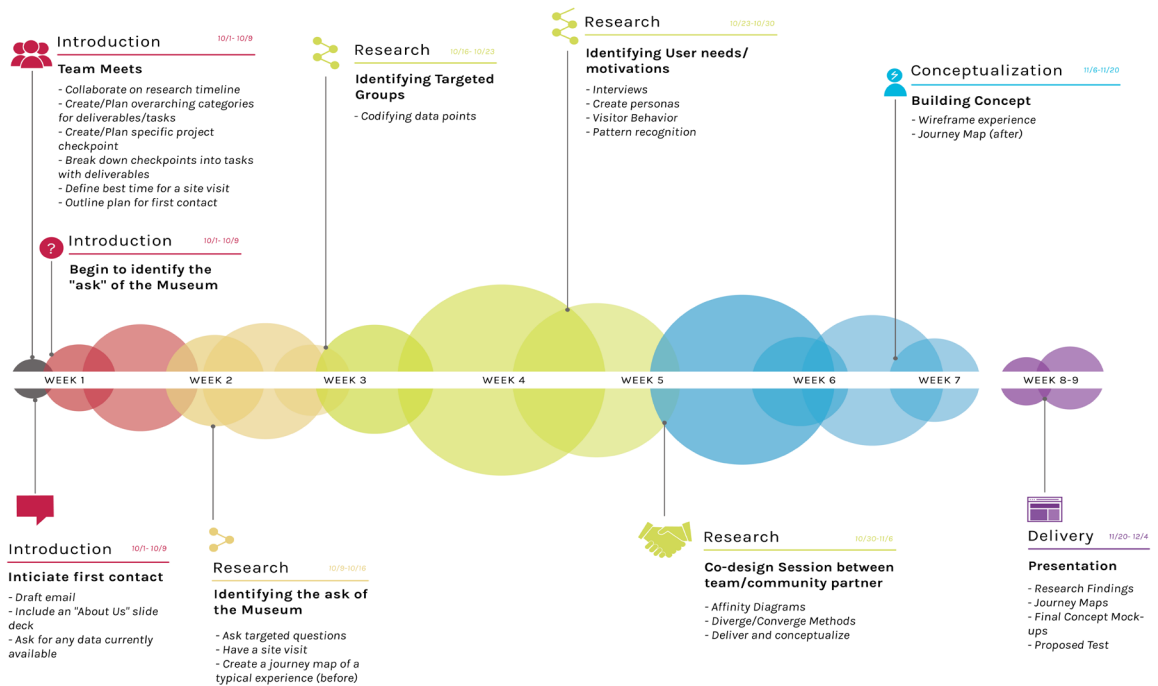 Introduction 10/1- 10/9
Team Meets
- Collaborate on research timeline
- Create/Plan overarching categories
for deliverables/tasks
- Create/Plan specific project
checkpoint
- Break down checkpoints into tasks
with deliverables
- Define best time for a site visit
- Outline plan for first contact
Introduction 10/1- 10/9
Begin to identify the
"ask" of the Museum
Research 10/16- 10/23
Identifying Targeted
Groups
- Codifying data points
Research 10/23-10/30
Identifying User needs/
motivations
- Interviews
- Create personas
- Visitor Behavior
- Pattern recognition
Conceptualization 11/6-11/20
Building Concept
- Wireframe experience
- Journey Map (after)
?
WEEK 1 WEEK 2 WEEK 3 WEEK 4 WEEK 5 WEEK 6 WEEK 7 WEEK 8-9
Introduction 10/1- 10/9
Inticiate first contact
- Draft email
- Include an "About Us" slide
deck
- Ask for any data currently
available
Research 10/9-10/16
Identifying the ask of
the Museum
- Ask targeted questions
- Have a site visit
- Create a journey map of a
typical experience (before)
Research 10/30-11/6
Co-design Session between
team/community partner
- Affinity Diagrams
- Diverge/Converge Methods
- Deliver and conceptualize
Delivery 11/20- 12/4
Presentation
- Research Findings
- Journey Maps
- Final Concept Mock-
ups
- Proposed Test